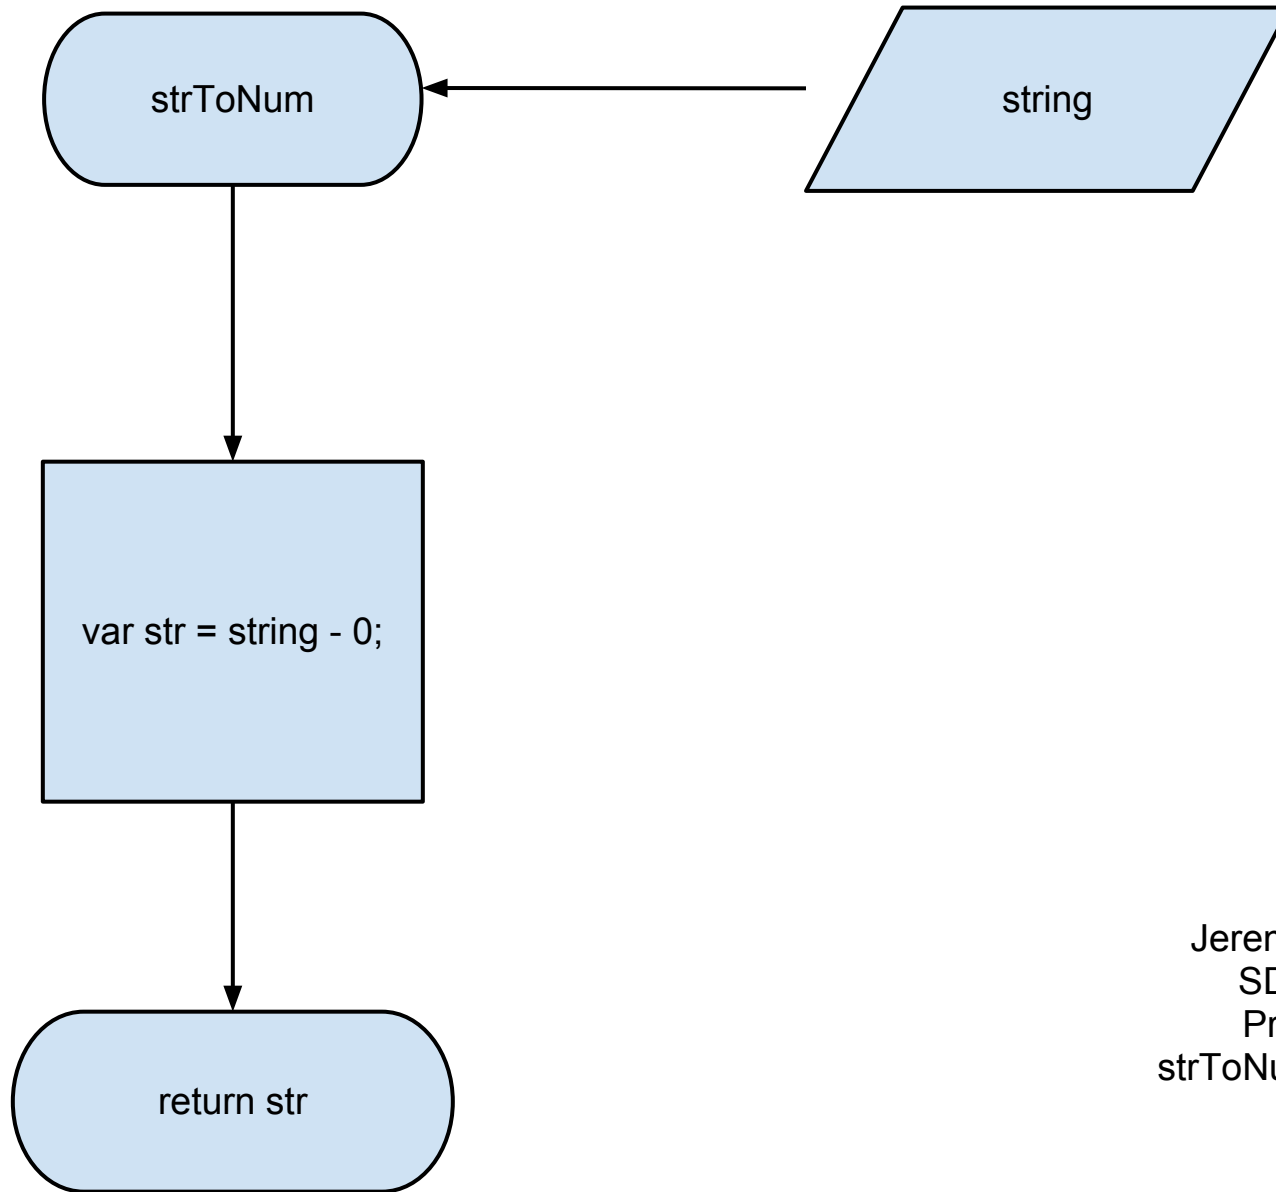 strToNum
string
var str = string - 0;
return str